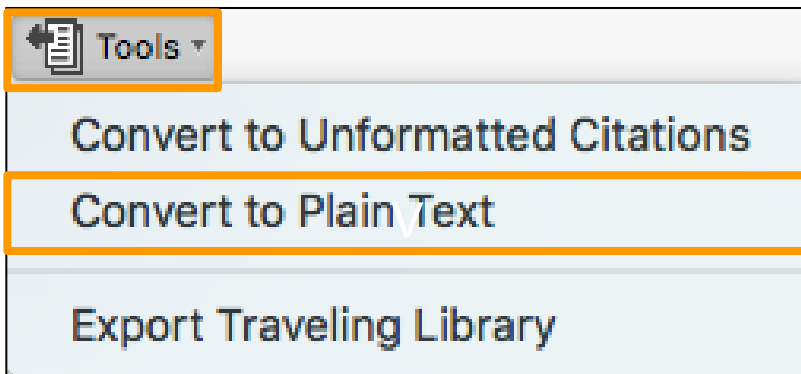 Tools
Convert to Unformatted Citations
Convert to Plain Text
V
Export Traveling Library